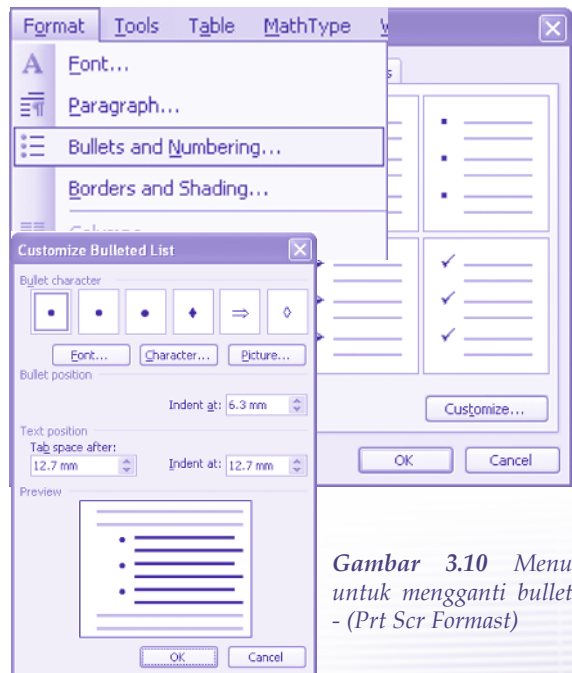 Format Tools Table MathType
Font...
Paragraph...
Bullets and Numbering...
Borders and Shading...
Customize Bulleted List
Bullet character
Font... Character... Picture...
Bullet position
Indent at: 6.3 mm
Text position
Tab space after:
12.7 mm Indent at: 12.7 mm
Preview
OK Cancel
Customize...
OK Cancel
Gambar 3.10 Menu
untuk mengganti bullet
- (Prt Scr Formast)